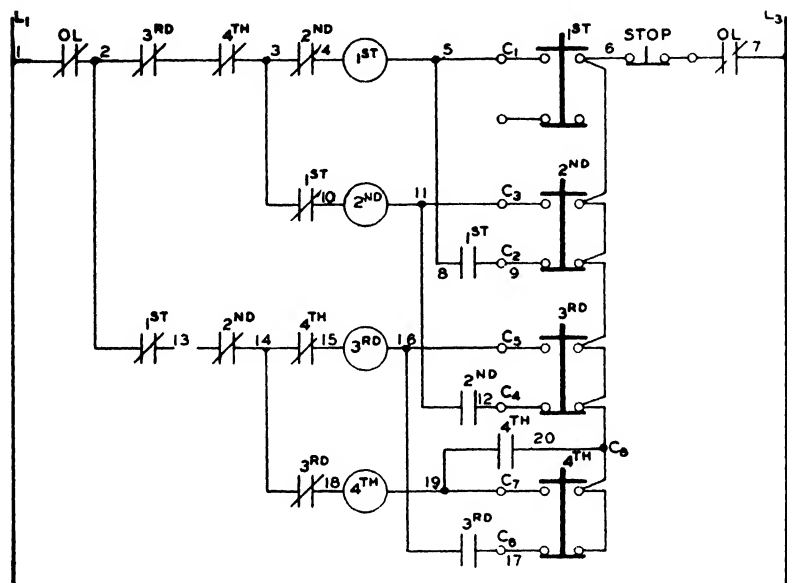 L1 L3
OL 3RD 4TH 2ND 1ST STOP OL
1 2 3 4 1ST 5 C1 6 7
1ST 2ND
10 2ND 11 C3
1ST C2
8 9
1ST 2ND 4TH 3RD
13 14 15 3RD 16 C5
2ND 12 C4
4TH 20 C8
3RD 4TH
18 4TH 19 C7
3RD C6
17